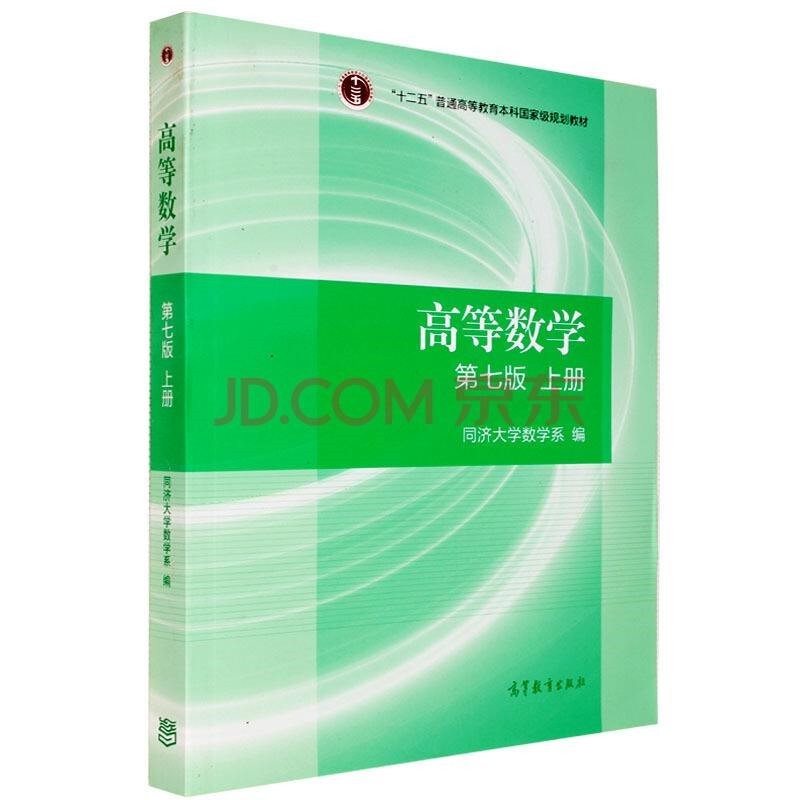 高等数学
第七版 上册
同济大学数学系 编
十二五
“十二五”普通高等教育本科国家级规划教材
高等数学
第七版 上册
JD.COM 京东
同济大学数学系 编
高等教育出版社